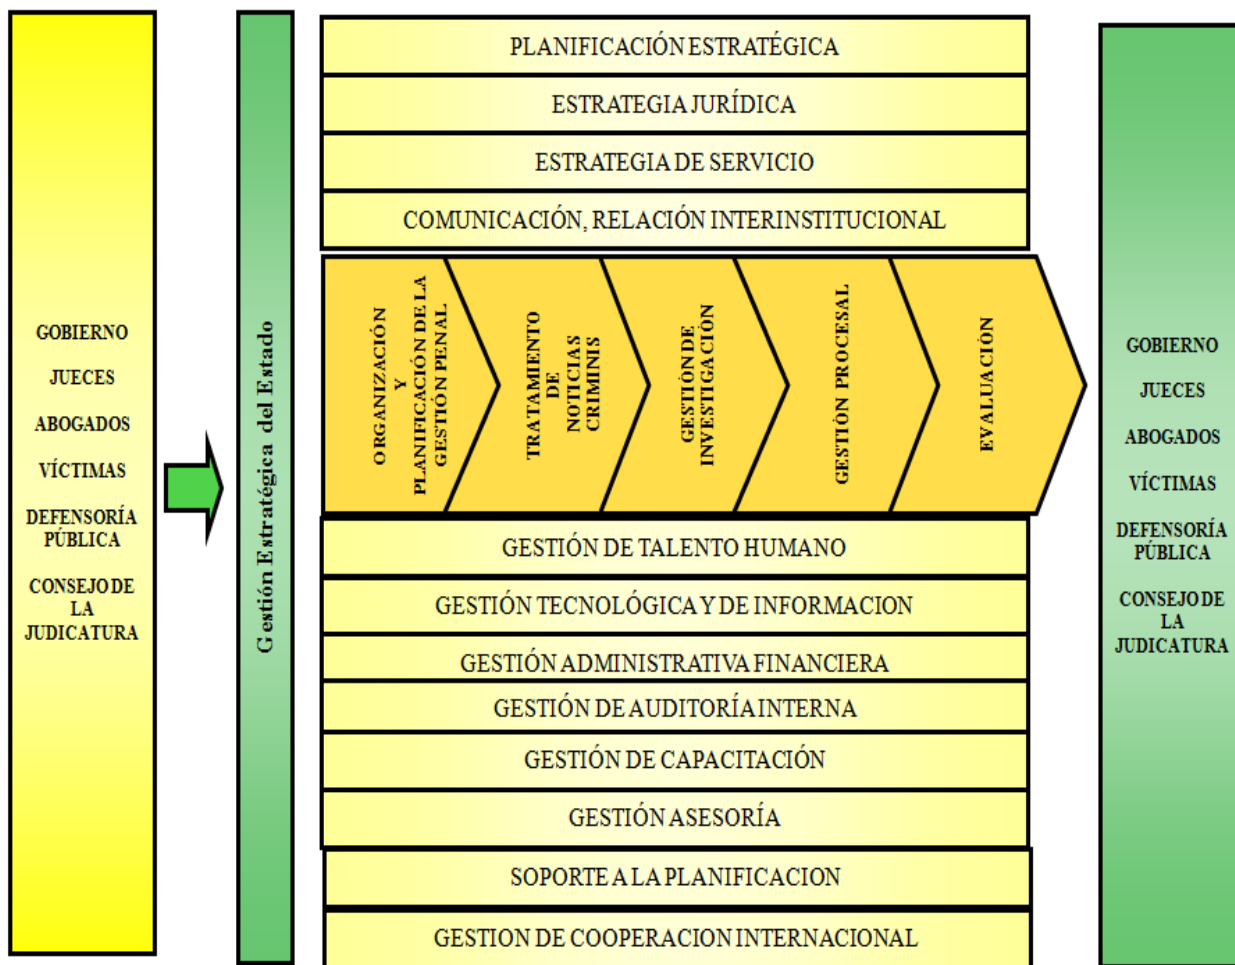 GOBIERNO
JUECES
ABOGADOS
VÍCTIMAS
DEFENSORÍA
PÚBLICA
CONSEJO DE
LA
JUDICATURA
Gestión Estratégica del Estado
PLANIFICACIÓN ESTRATÉGICA
ESTRATEGIA JURÍDICA
ESTRATEGIA DE SERVICIO
COMUNICACIÓN, RELACIÓN INTERINSTITUCIONAL
ORGANIZACIÓN
Y
PLANIFICACIÓN DE LA
GESTIÓN PENAL
TRATAMIENTO
DE
NOTICIAS
CRIMINIS
GESTIÓN DE
INVESTIGACIÓN
GESTIÓN PROCESAL
EVALUACIÓN
GESTIÓN DE TALENTO HUMANO
GESTIÓN TECNOLÓGICA Y DE INFORMACION
GESTIÓN ADMINISTRATIVA FINANCIERA
GESTIÓN DE AUDITORÍA INTERNA
GESTIÓN DE CAPACITACIÓN
GESTIÓN ASESORÍA
SOPORTE A LA PLANIFICACION
GESTION DE COOPERACION INTERNACIONAL
GOBIERNO
JUECES
ABOGADOS
VÍCTIMAS
DEFENSORÍA
PÚBLICA
CONSEJO DE
LA
JUDICATURA